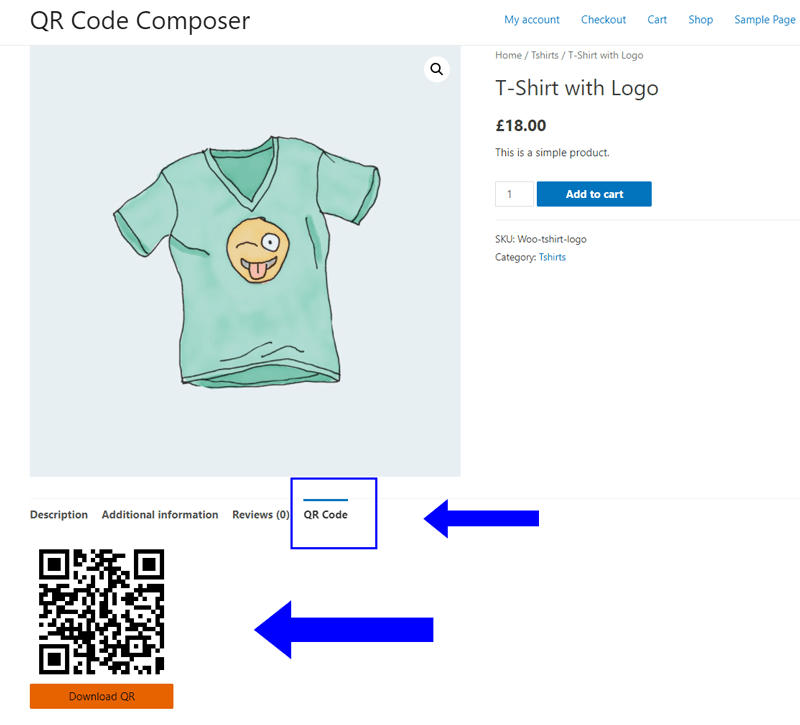 QR Code Composer
My account Checkout Cart Shop Sample Page
Home / Tshirts / T-Shirt with Logo
T-Shirt with Logo
£18.00
This is a simple product.
1 Add to cart
SKU: Woo-tshirt-logo
Category: Tshirts
Description Additional information Reviews (0) QR Code
Download QR